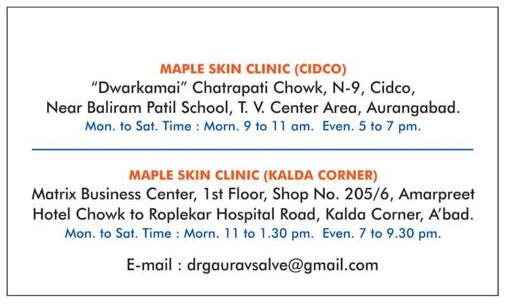 MAPLE SKIN CLINIC (CIDCO)
“Dwarkamai” Chatrapati Chowk, N-9, Cidco,
Near Baliram Patil School, T. V. Center Area, Aurangabad.
Mon. to Sat. Time : Morn. 9 to 11 am. Even. 5 to 7 pm.
MAPLE SKIN CLINIC (KALDA CORNER)
Matrix Business Center, 1st Floor, Shop No. 205/6, Amarpreet
Hotel Chowk to Roplekar Hospital Road, Kalda Corner, A’bad.
Mon. to Sat. Time : Morn. 11 to 1.30 pm. Even. 7 to 9.30 pm.
E-mail : drgauravsalve@gmail.com